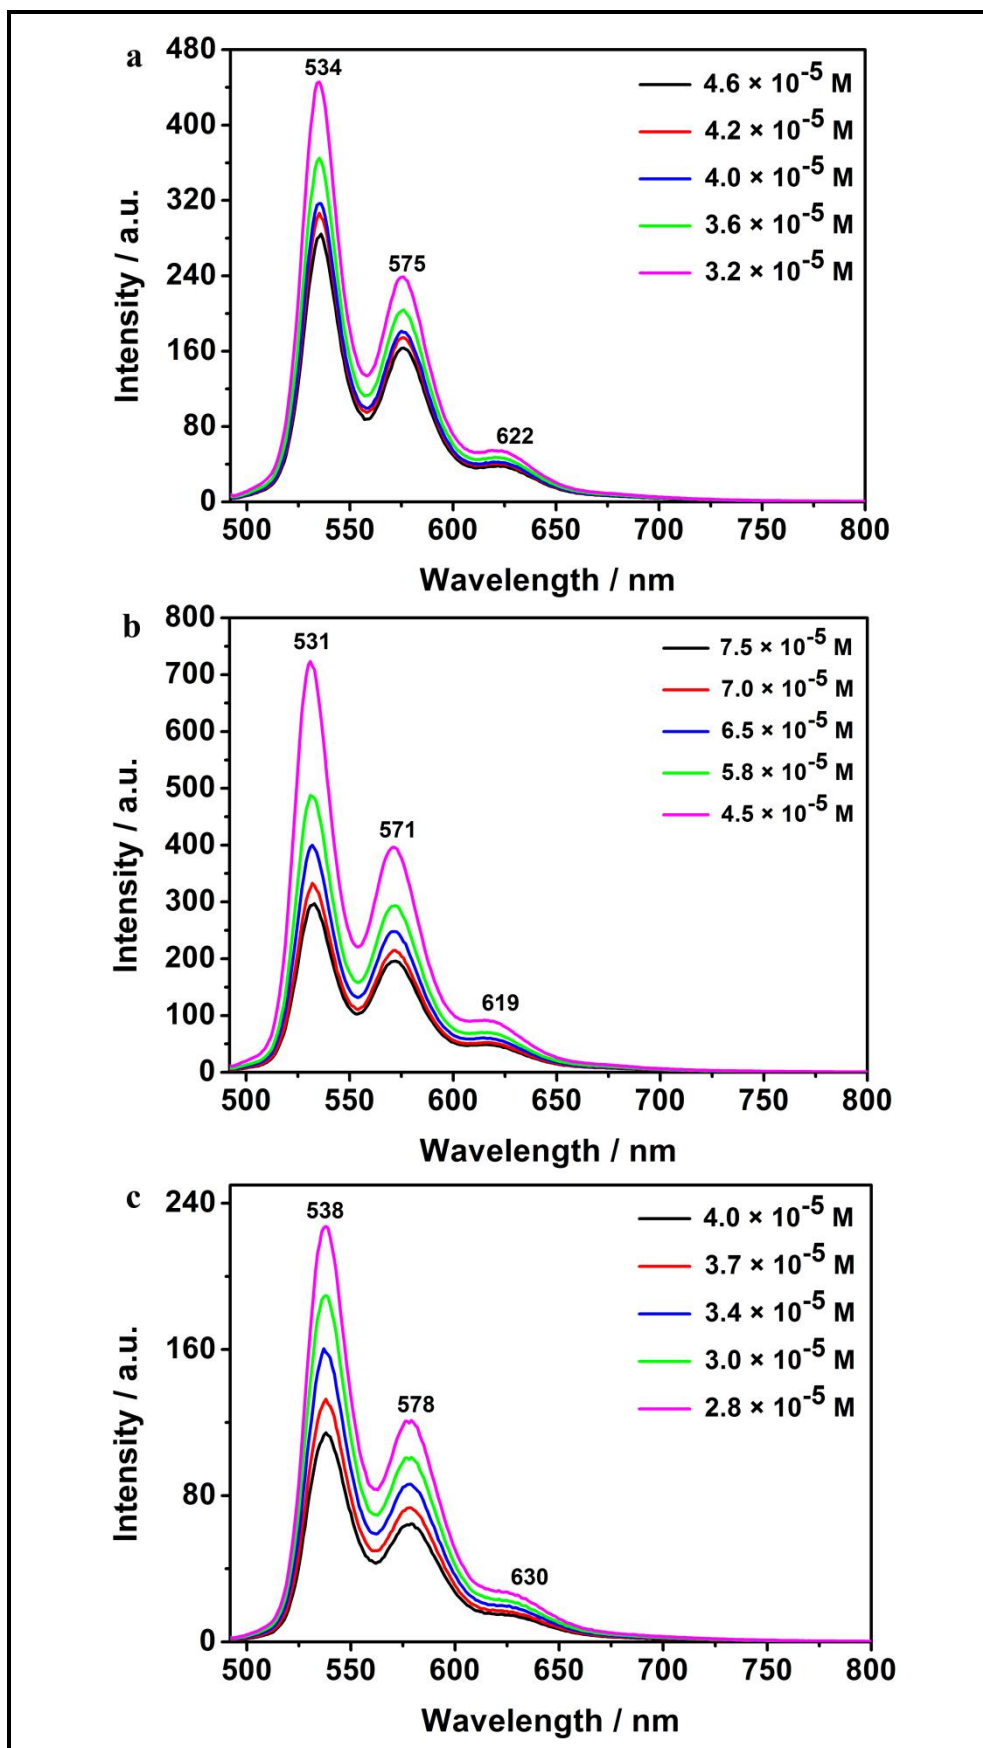 a
480
400
320
240
160
80
0
Intensity / a.u.
534
575
622
4.6 × 10⁻⁵ M
4.2 × 10⁻⁵ M
4.0 × 10⁻⁵ M
3.6 × 10⁻⁵ M
3.2 × 10⁻⁵ M
500 550 600 650 700 750 800
Wavelength / nm
b
800
700
600
500
400
300
200
100
0
Intensity / a.u.
531
571
619
7.5 × 10⁻⁵ M
7.0 × 10⁻⁵ M
6.5 × 10⁻⁵ M
5.8 × 10⁻⁵ M
4.5 × 10⁻⁵ M
500 550 600 650 700 750 800
Wavelength / nm
c
240
160
80
0
Intensity / a.u.
538
578
630
4.0 × 10⁻⁵ M
3.7 × 10⁻⁵ M
3.4 × 10⁻⁵ M
3.0 × 10⁻⁵ M
2.8 × 10⁻⁵ M
500 550 600 650 700 750 800
Wavelength / nm